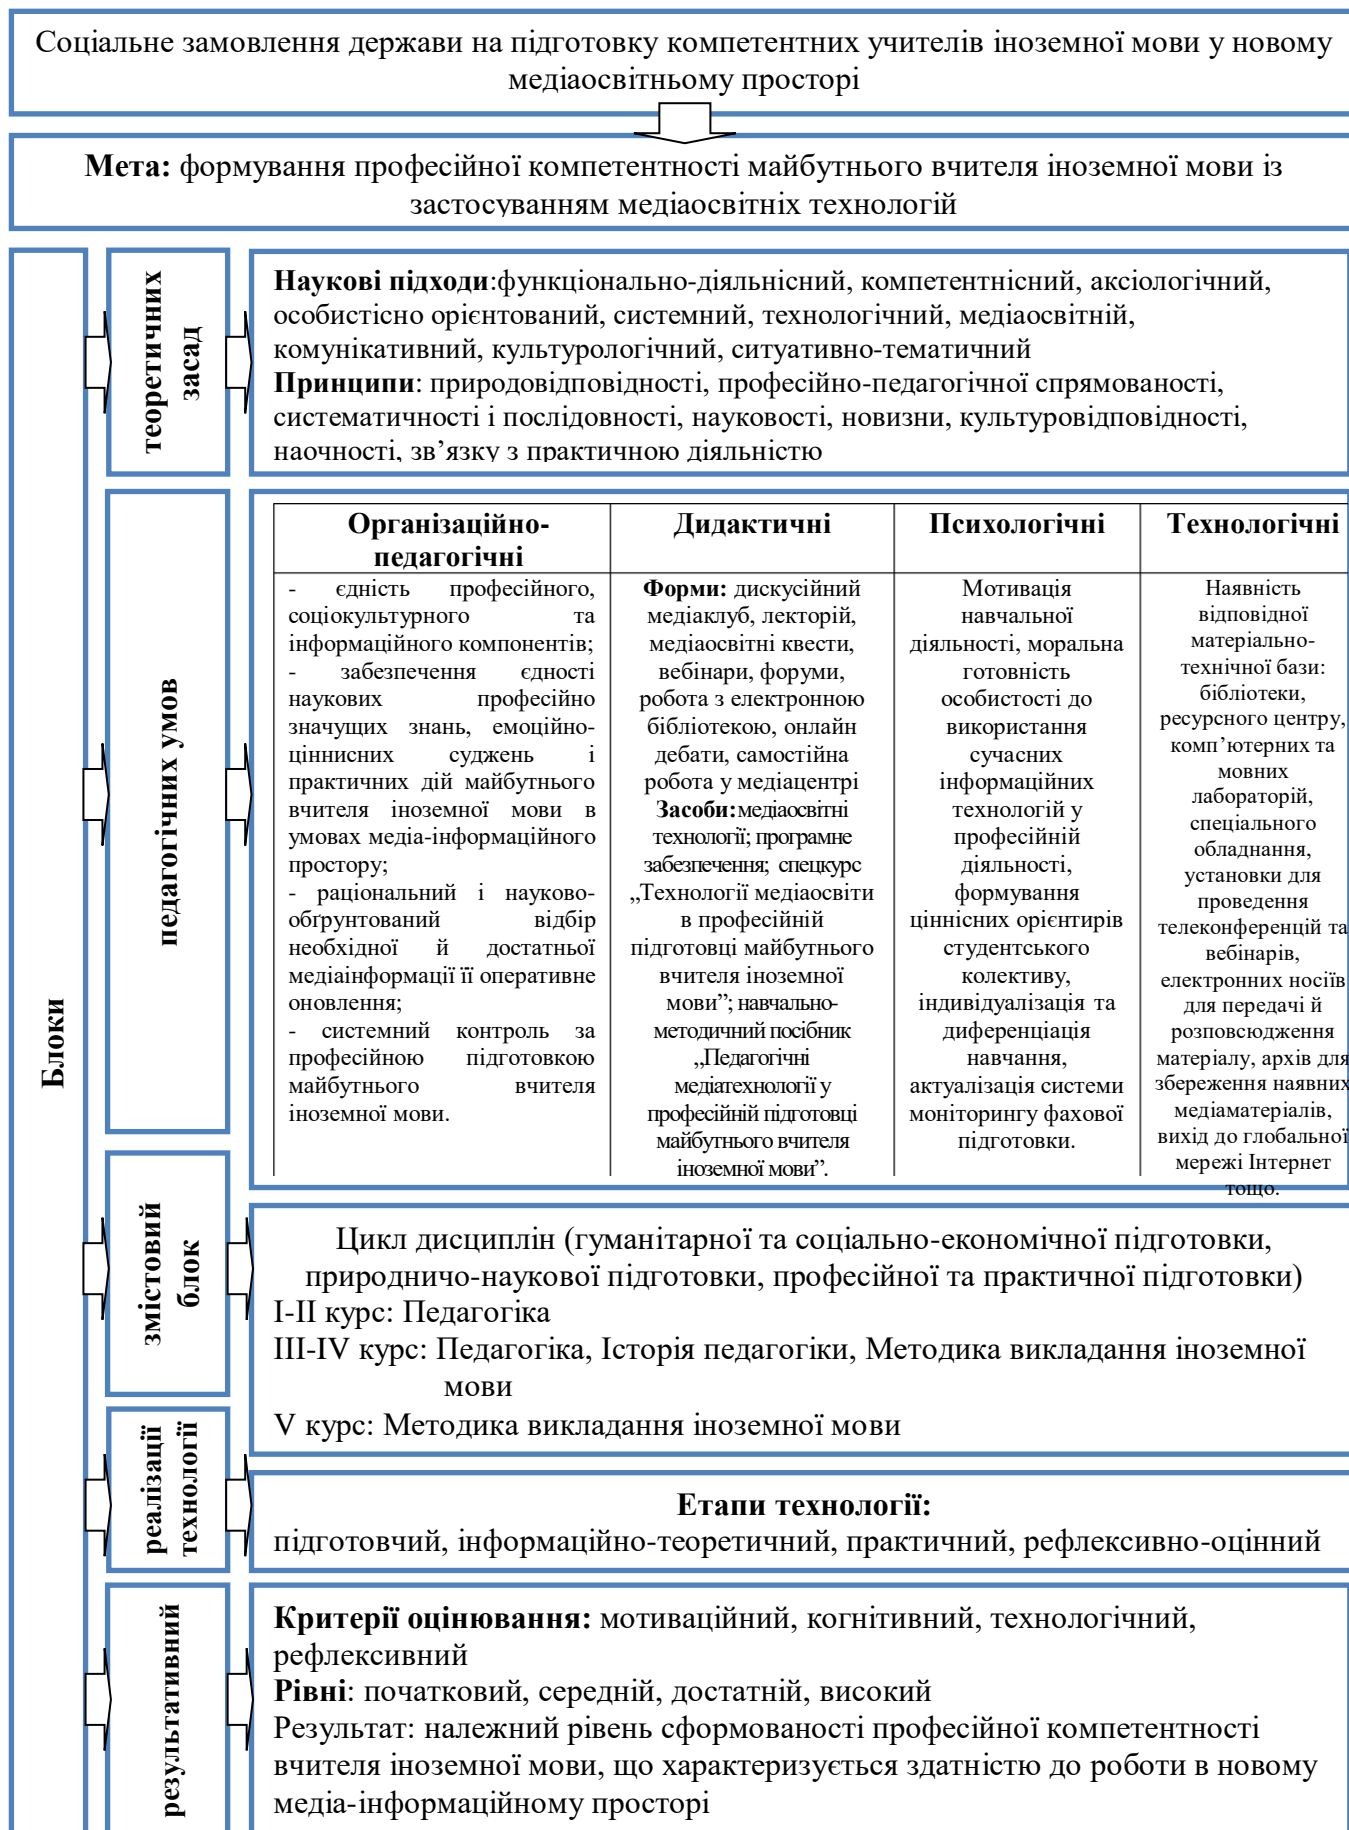 Соціальне замовлення держави на підготовку компетентних учителів іноземної мови у новому
медіаосвітньому просторі
Мета: формування професійної компетентності майбутнього вчителя іноземної мови із
застосуванням медіаосвітніх технологій
Блоки
теоретичних
засад
Наукові підходи:функціонально-діяльнісний, компетентнісний, аксіологічний,
особистісно орієнтований, системний, технологічний, медіаосвітній,
комунікативний, культурологічний, ситуативно-тематичний
Принципи: природовідповідності, професійно-педагогічної спрямованості,
систематичності і послідовності, науковості, новизни, культуровідповідності,
наочності, зв’язку з практичною діяльністю
педагогічних умов
Організаційно-
педагогічні
- єдність професійного,
соціокультурного та
інформаційного компонентів;
- забезпечення єдності
наукових професійно
значущих знань, емоційно-
ціннисних суджень і
практичних дій майбутнього
вчителя іноземної мови в
умовах медіа-інформаційного
простору;
- раціональний і науково-
обґрунтований відбір
необхідної й достатньої
медіаінформації її оперативне
оновлення;
- системний контроль за
професійною підготовкою
майбутнього вчителя
іноземної мови.
Дидактичні
Форми: дискусійний
медіаклуб, лекторій,
медіаосвітні квести,
вебінари, форуми,
робота з електронною
бібліотекою, онлайн
дебати, самостійна
робота у медіацентрі
Засоби: медіаосвітні
технології; програмне
забезпечення; спецкурс
„Технології медіаосвіти
в професійній
підготовці майбутнього
вчителя іноземної
мови”; навчально-
методичний посібник
„Педагогічні
медіатехнології у
професійній підготовці
майбутнього вчителя
іноземної мови”.
Психологічні
Мотивація
навчальної
діяльності, моральна
готовність
особистості до
використання
сучасних
інформаційних
технологій у
професійній
діяльності,
формування
ціннісних орієнтирів
студентського
колективу,
індивідуалізація та
диференціація
навчання,
актуалізація системи
моніторингу фахової
підготовки.
Технологічні
Наявність
відповідної
матеріально-
технічної бази:
бібліотеки,
ресурсного центру,
комп’ютерних та
мовних
лабораторій,
спеціального
обладнання,
установки для
проведення
телеконференцій та
вебінарів,
електронних носіїв
для передачі й
розповсюдження
матеріалу, архів для
збереження наявних
медіаматеріалів,
вихід до глобальної
мережі Інтернет
тощо.
змістовий
блок
Цикл дисциплін (гуманітарної та соціально-економічної підготовки,
природничо-наукової підготовки, професійної та практичної підготовки)
I-II курс: Педагогіка
III-IV курс: Педагогіка, Історія педагогіки, Методика викладання іноземної
мови
V курс: Методика викладання іноземної мови
реалізації
технології
Етапи технології:
підготовчий, інформаційно-теоретичний, практичний, рефлексивно-оцінний
результативний
Критерії оцінювання: мотиваційний, когнітивний, технологічний,
рефлексивний
Рівні: початковий, середній, достатній, високий
Результат: належний рівень сформованості професійної компетентності
вчителя іноземної мови, що характеризується здатністю до роботи в новому
медіа-інформаційному просторі